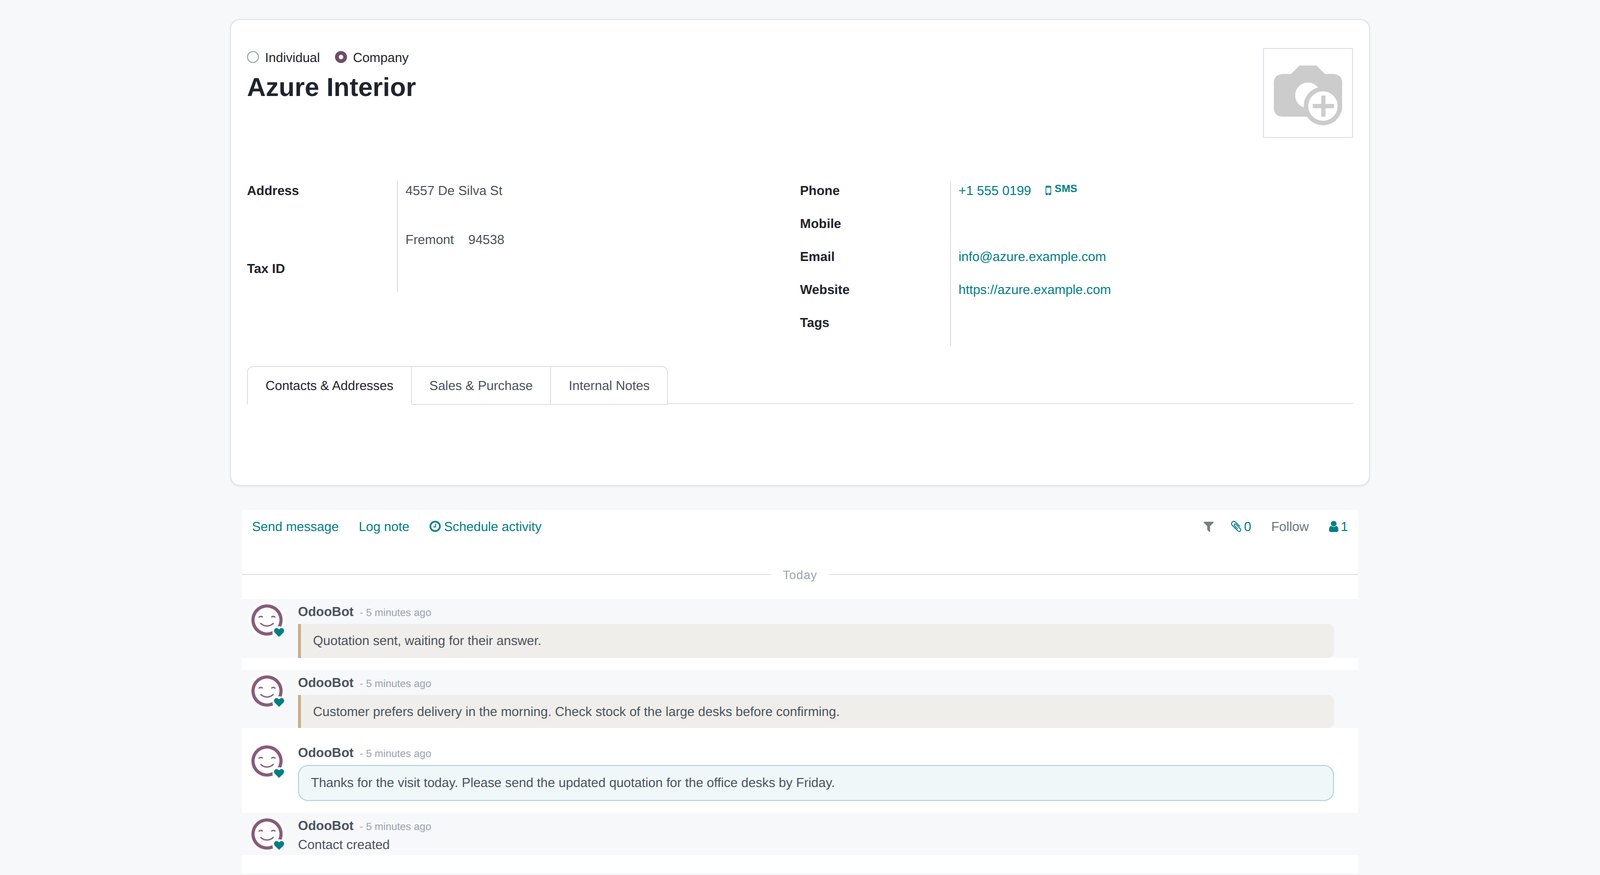 Individual Company
Azure Interior
Address
4557 De Silva St
Fremont 94538
Tax ID
Phone
+1 555 0199 SMS
Mobile
Email
info@azure.example.com
Website
https://azure.example.com
Tags
Contacts & Addresses Sales & Purchase Internal Notes
Send message Log note Schedule activity 0 Follow 1
Today
OdooBot - 5 minutes ago
Quotation sent, waiting for their answer.
OdooBot - 5 minutes ago
Customer prefers delivery in the morning. Check stock of the large desks before confirming.
OdooBot - 5 minutes ago
Thanks for the visit today. Please send the updated quotation for the office desks by Friday.
OdooBot - 5 minutes ago
Contact created